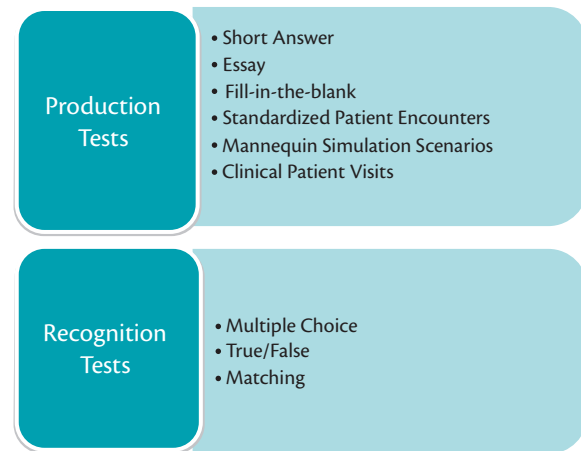 Production
Tests
• Short Answer
• Essay
• Fill-in-the-blank
• Standardized Patient Encounters
• Mannequin Simulation Scenarios
• Clinical Patient Visits
Recognition
Tests
• Multiple Choice
• True/False
• Matching